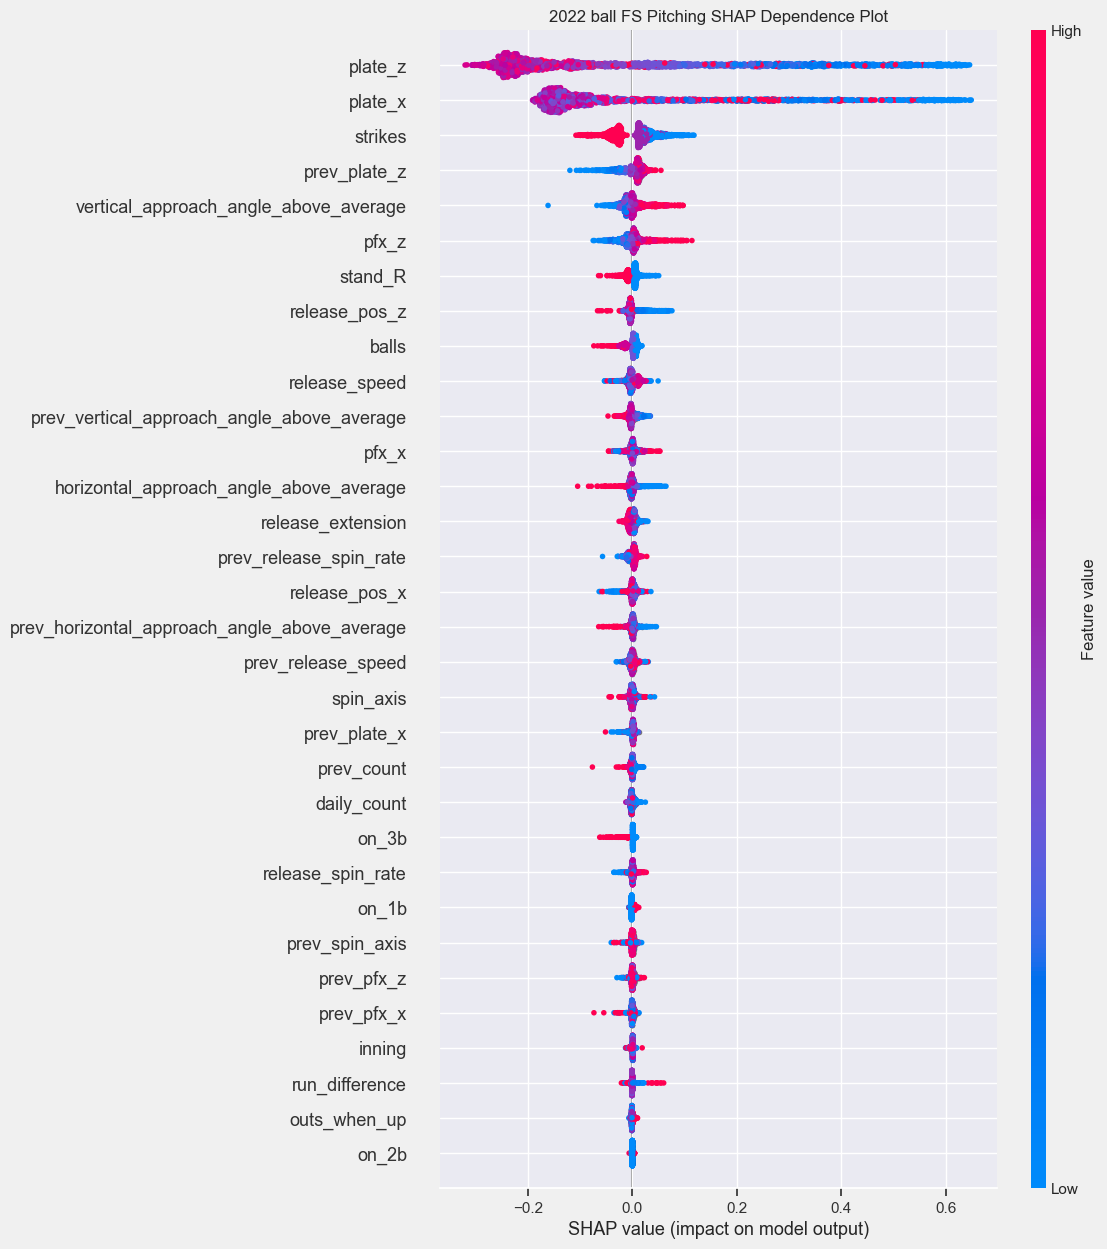 2022 ball FS Pitching SHAP Dependence Plot
High
plate_z
plate_x
strikes
prev_plate_z
vertical_approach_angle_above_average
pfx_z
stand_R
release_pos_z
balls
release_speed
prev_vertical_approach_angle_above_average
pfx_x
horizontal_approach_angle_above_average
release_extension
prev_release_spin_rate
release_pos_x
prev_horizontal_approach_angle_above_average
prev_release_speed
spin_axis
prev_plate_x
prev_count
daily_count
on_3b
release_spin_rate
on_1b
prev_spin_axis
prev_pfx_z
prev_pfx_x
inning
run_difference
outs_when_up
on_2b
Feature value
Low
−0.2 0.0 0.2 0.4 0.6
SHAP value (impact on model output)